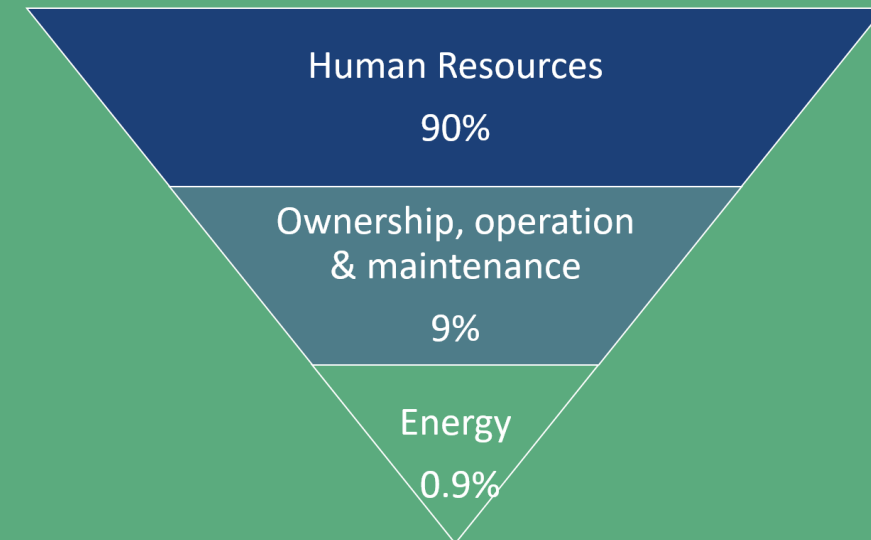 Human Resources
90%
Ownership, operation
& maintenance
9%
Energy
0.9%